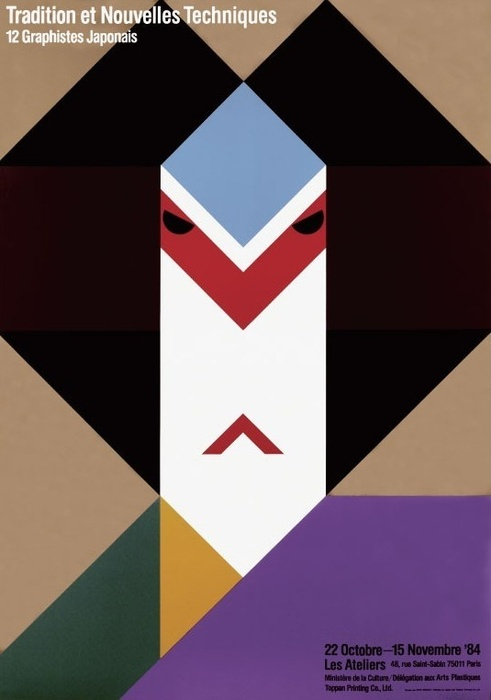 Tradition et Nouvelles Techniques
12 Graphistes Japonais
22 Octobre—15 Novembre '84
Les Ateliers 48, rue Saint-Sabin 75011 Paris
Ministère de la Culture/Délégation aux Arts Plastiques
Toppan Printing Co., Ltd.